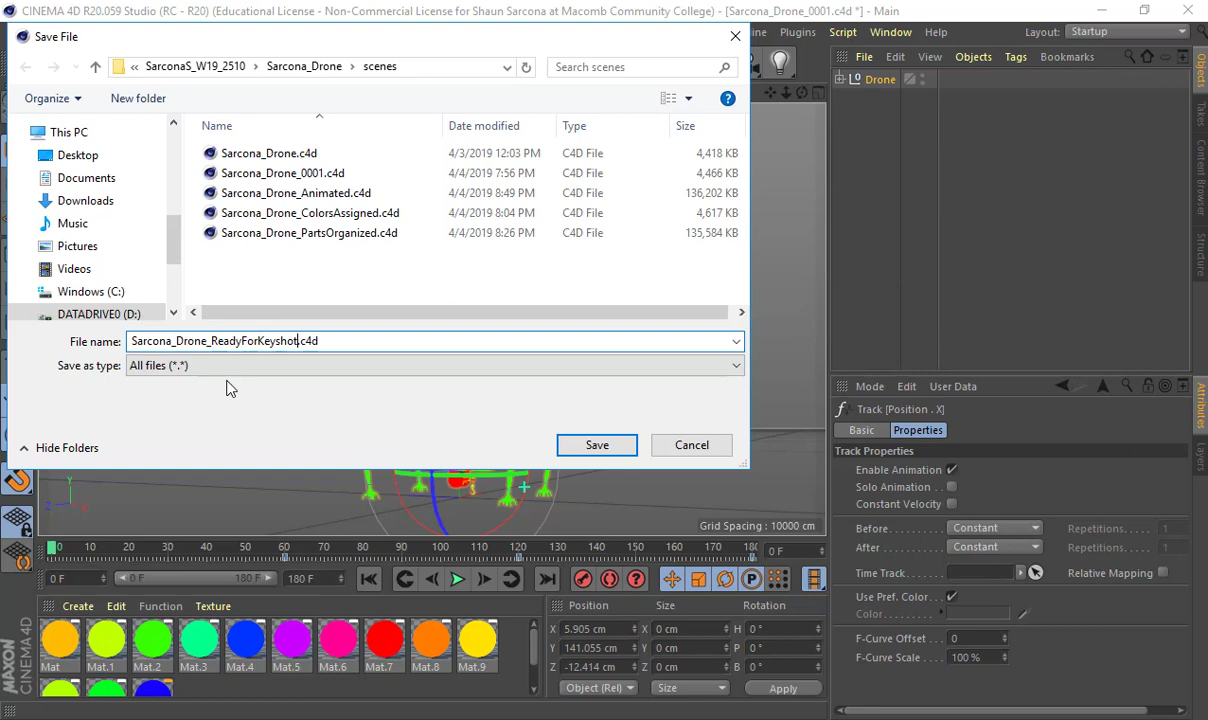 CINEMA 4D R20.059 Studio (RC - R20) (Educational License - Non-Commercial License for Shaun Sarcona at Macomb Community College) - [Sarcona_Drone_0001.c4d *] - Main
Plugins Script Window Help Layout: Startup
Save File
« SarconaS_W19_2510 > Sarcona_Drone > scenes
Search scenes
File Edit View Objects Tags Bookmarks
Drone
Organize New folder
Name Date modified Type Size
This PC
Desktop
Documents
Downloads
Music
Pictures
Videos
Windows (C:)
DATADRIVE0 (D:)
Sarcona_Drone.c4d 4/3/2019 12:03 PM C4D File 4,418 KB
Sarcona_Drone_0001.c4d 4/4/2019 7:56 PM C4D File 4,466 KB
Sarcona_Drone_Animated.c4d 4/4/2019 8:49 PM C4D File 136,202 KB
Sarcona_Drone_ColorsAssigned.c4d 4/4/2019 8:04 PM C4D File 4,617 KB
Sarcona_Drone_PartsOrganized.c4d 4/4/2019 8:26 PM C4D File 135,584 KB
File name: Sarcona_Drone_ReadyForKeyshot.c4d
Save as type: All files (*.*)
Hide Folders
Save Cancel
Objects
Takes
Content Browser
Structure
Attributes
Layers
Mode Edit User Data
Track [Position . X]
Basic Properties
Track Properties
Enable Animation
Solo Animation
Constant Velocity
Before Constant Repetitions 1
After Constant Repetitions 1
Time Track Relative Mapping
Use Pref. Color
Color
F-Curve Offset 0
F-Curve Scale 100 %
Y
Z
X
Grid Spacing : 10000 cm
0 10 20 30 40 50 60 70 80 90 100 110 120 130 140 150 160 170 180 0 F
0 F 0 F 180 F 180 F
Create Edit Function Texture
Mat Mat.1 Mat.2 Mat.3 Mat.4 Mat.5 Mat.6 Mat.7 Mat.8 Mat.9
MAXON CINEMA 4D
Position Size Rotation
X 5.905 cm X 0 cm H 0 °
Y 141.055 cm Y 0 cm P 0 °
Z -12.414 cm Z 0 cm B 0 °
Object (Rel) Size Apply